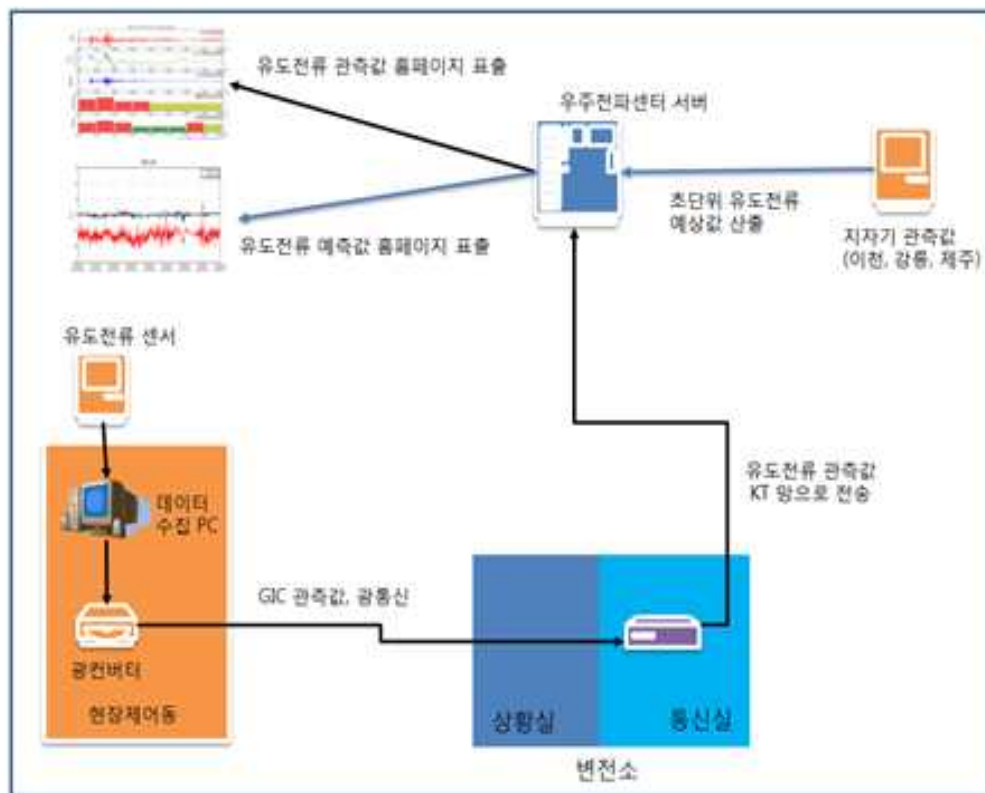 유도전류 관측값 홈페이지 표출
우주전파센터 서버
초단위 유도전류
예상값 산출
지자기 관측값
(이천, 강릉, 제주)
유도전류 예측값 홈페이지 표출
유도전류 센서
데이터
수집 PC
유도전류 관측값
KT 망으로 전송
GIC 관측값, 광통신
광컨버터
현장제어동
상황실
통신실
변전소